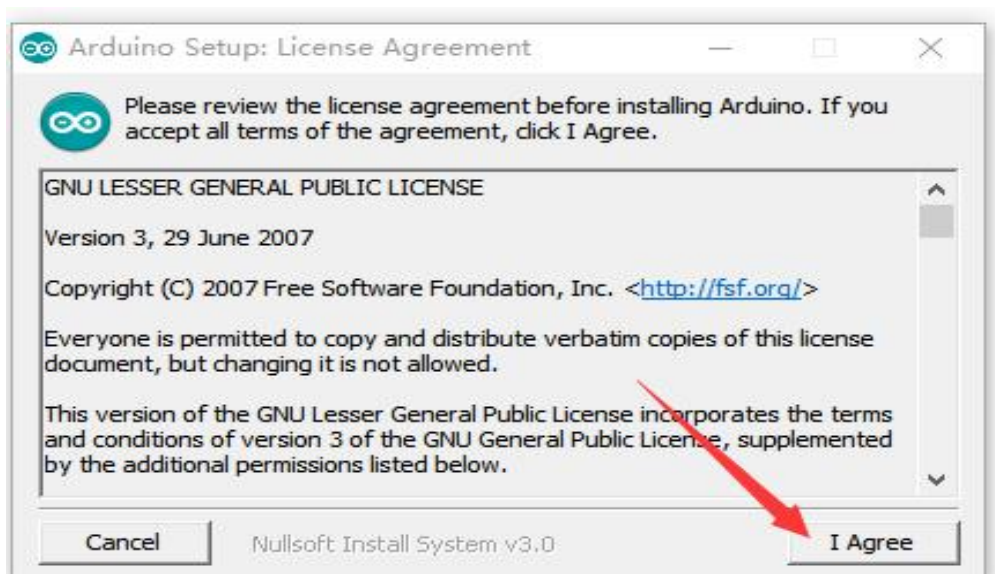 Arduino Setup: License Agreement
Please review the license agreement before installing Arduino. If you
accept all terms of the agreement, click I Agree.
GNU LESSER GENERAL PUBLIC LICENSE
Version 3, 29 June 2007
Copyright (C) 2007 Free Software Foundation, Inc. <http://fsf.org/>
Everyone is permitted to copy and distribute verbatim copies of this license
document, but changing it is not allowed.
This version of the GNU Lesser General Public License incorporates the terms
and conditions of version 3 of the GNU General Public License, supplemented
by the additional permissions listed below.
Cancel
Nullsoft Install System v3.0
I Agree